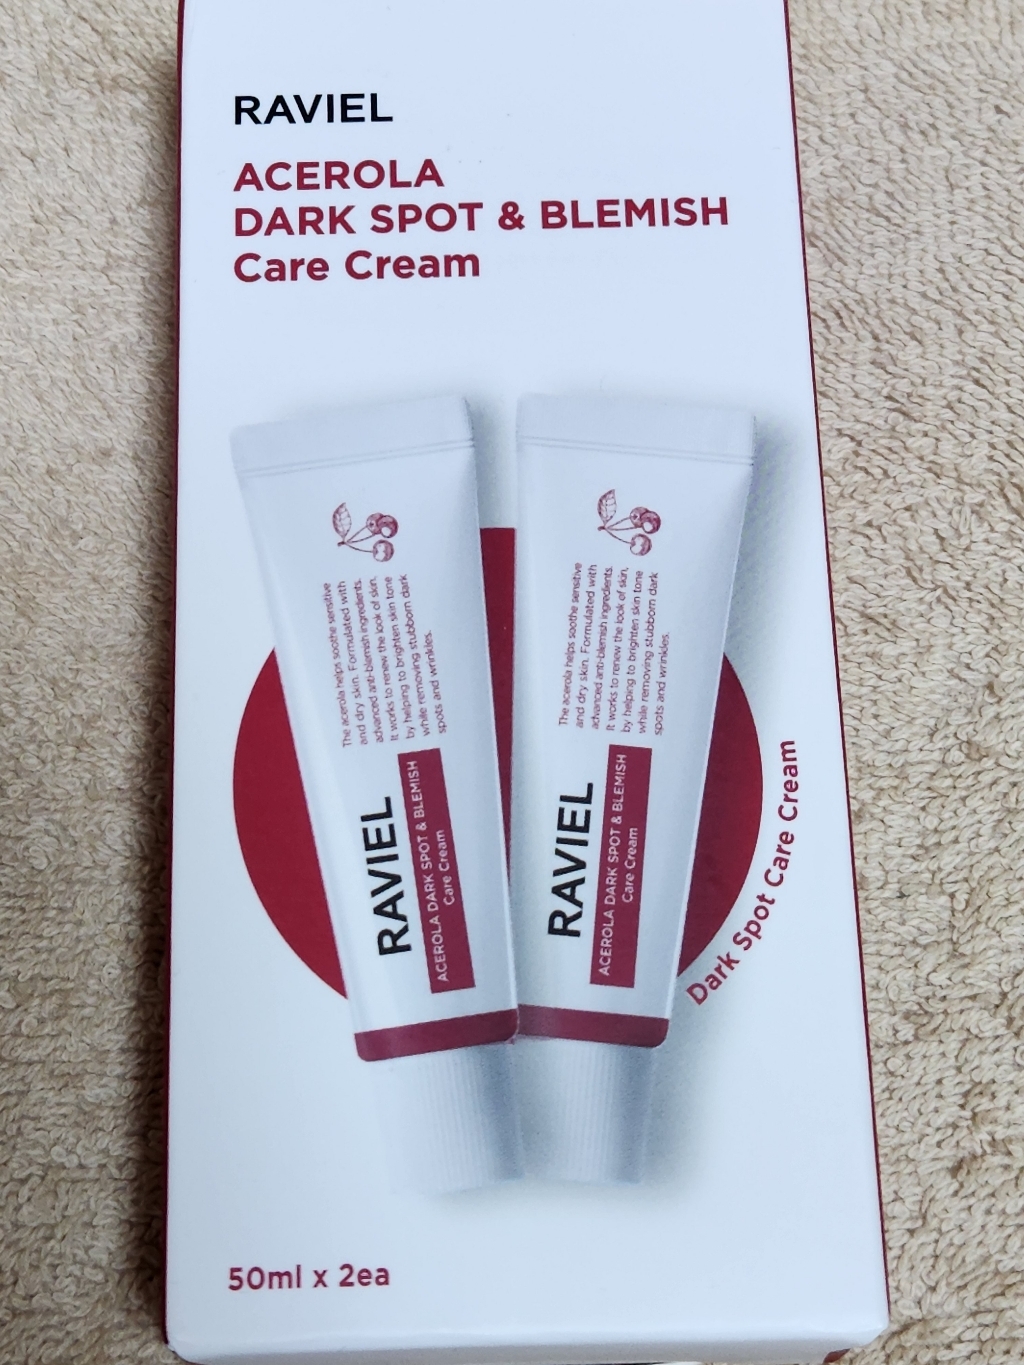 RAVIEL
ACEROLA
DARK SPOT & BLEMISH
Care Cream
The acerola helps soothe sensitive
and dry skin. Formulated with
advanced anti-blemish ingredients.
It works to renew the look of skin,
by helping to brighten skin tone
while removing stubborn dark
spots and wrinkles.
RAVIEL
ACEROLA DARK SPOT & BLEMISH
Care Cream
The acerola helps soothe sensitive
and dry skin. Formulated with
advanced anti-blemish ingredients.
It works to renew the look of skin,
by helping to brighten skin tone
while removing stubborn dark
spots and wrinkles.
RAVIEL
ACEROLA DARK SPOT & BLEMISH
Care Cream
Dark Spot Care Cream
50ml x 2ea